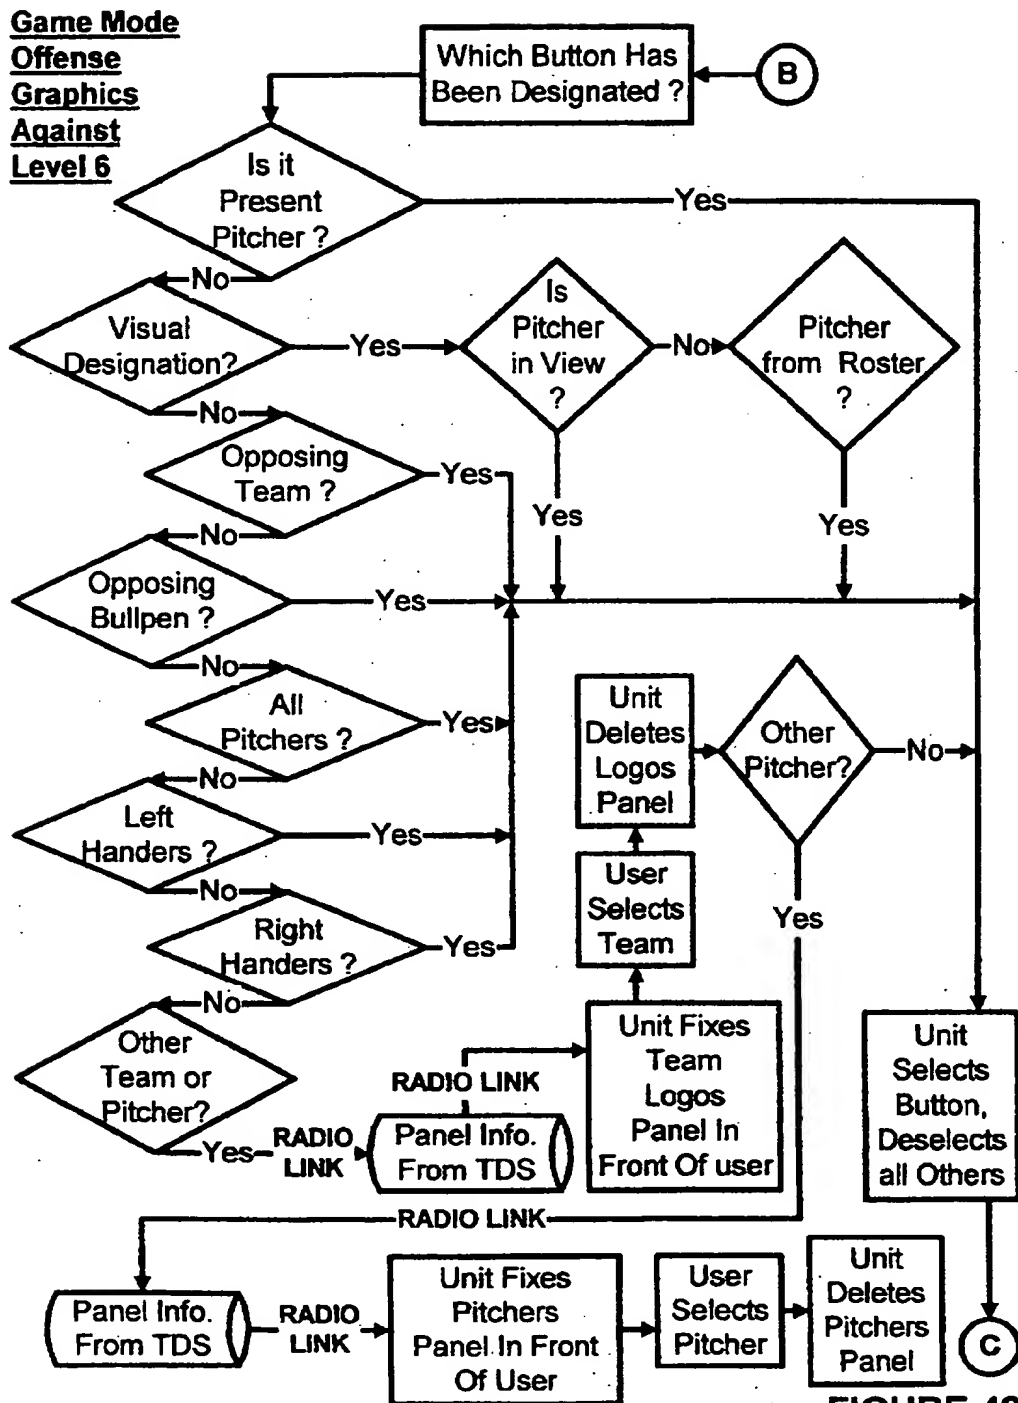 Game Mode
Offense
Graphics
Against
Level 6
Which Button Has
Been Designated ?
B
Is it
Present
Pitcher ?
Yes
No
Visual
Designation?
Yes
Is
Pitcher
in View
?
No
Pitcher
from Roster
?
No
Opposing
Team ?
Yes
Yes
Yes
No
Opposing
Bullpen ?
Yes
No
All
Pitchers ?
Yes
Unit
Deletes
Logos
Panel
Other
Pitcher?
No
No
Left
Handers ?
Yes
User
Selects
Team
Yes
No
Right
Handers ?
Yes
No
Other
Team or
Pitcher?
Yes
RADIO
LINK
Panel Info.
From TDS
RADIO LINK
Unit Fixes
Team
Logos
Panel In
Front Of user
Unit
Selects
Button,
Deselects
all Others
RADIO LINK
Panel Info.
From TDS
RADIO
LINK
Unit Fixes
Pitchers
Panel In Front
Of User
User
Selects
Pitcher
Unit
Deletes
Pitchers
Panel
C